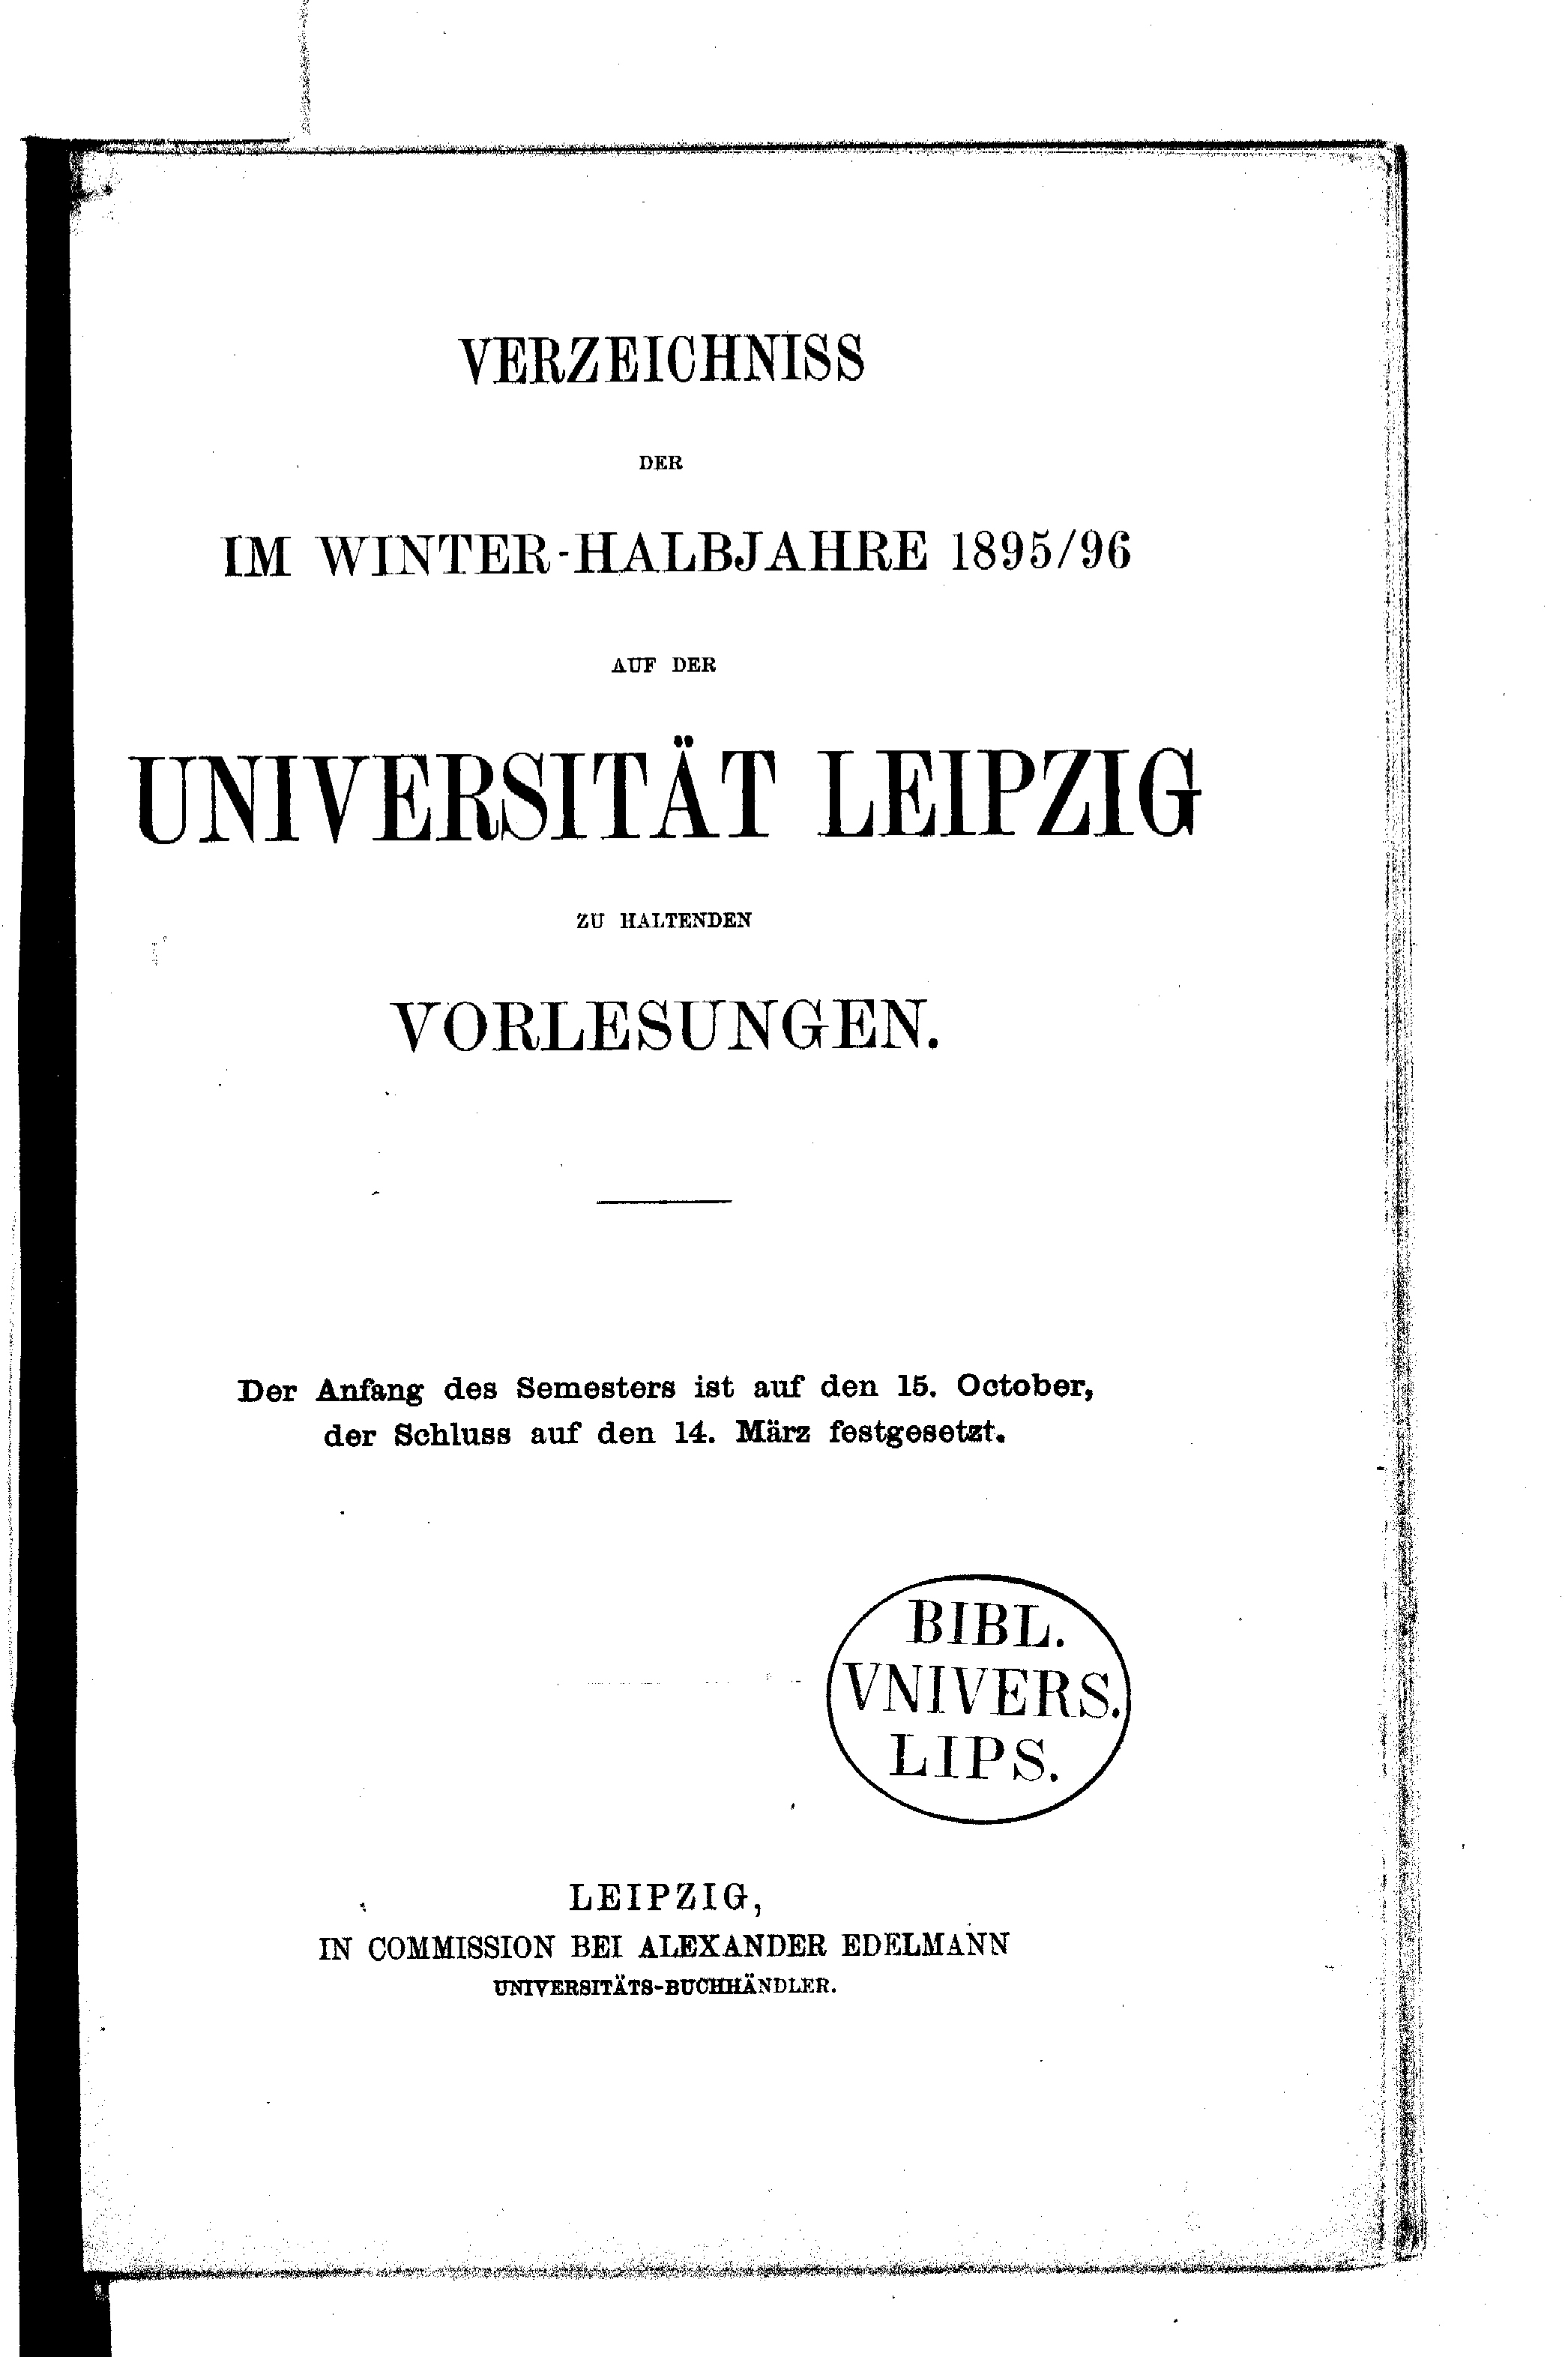 VERZEICHNISS
DER
IM WINTER-HALBJAHRE 1895/96
AUF DER
UNIVERSITÄT LEIPZIG
ZU HALTENDEN
VORLESUNGEN.
Der Anfang des Semesters ist auf den 15. October,
der Schluss auf den 14. März festgesetzt.
BIBL.
VNIVERS.
LIPS.
LEIPZIG,
IN COMMISSION BEI ALEXANDER EDELMANN
UNIVERSITÄTS-BUCHHÄNDLER.